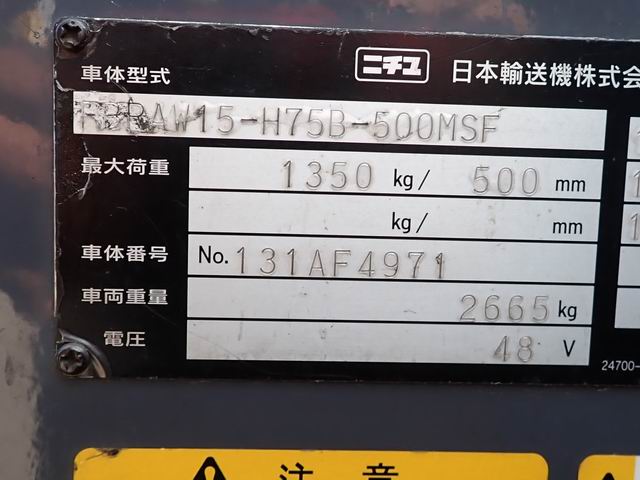 ニチユ 日本輸送機株式会
車体型式
RBRAW15-H75B-500MSF
最大荷重 1350 kg/ 500 mm
kg/ mm
車体番号 No. 131AF4971
車両重量 2665 kg
電圧 48 V
24700-
注意